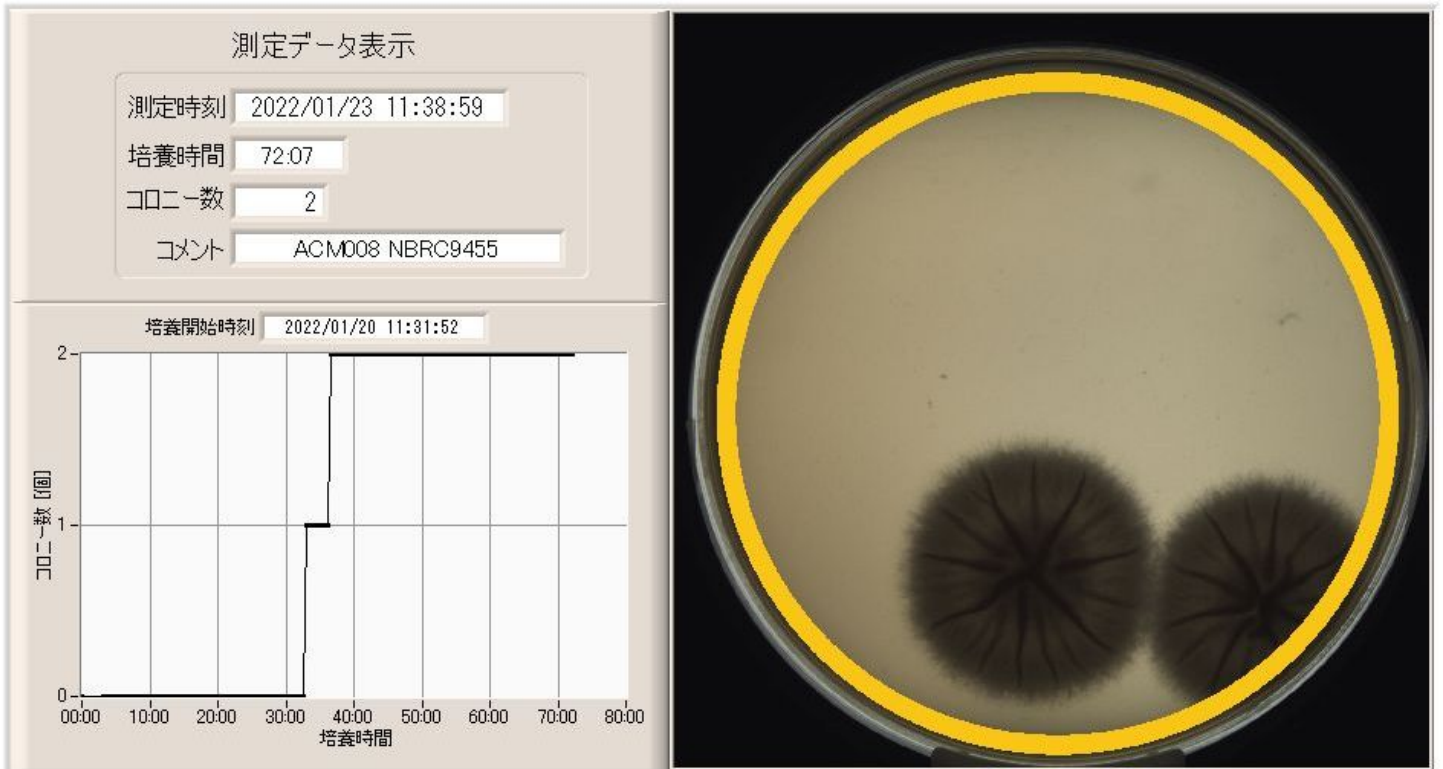 測定データ表示
測定時刻 2022/01/23 11:38:59
培養時間 72:07
コロニー数 2
コメント ACM008 NBRC9455
培養開始時刻 2022/01/20 11:31:52
コロニー数 [個]
2
1
0
00:00 10:00 20:00 30:00 40:00 50:00 60:00 70:00 80:00
培養時間